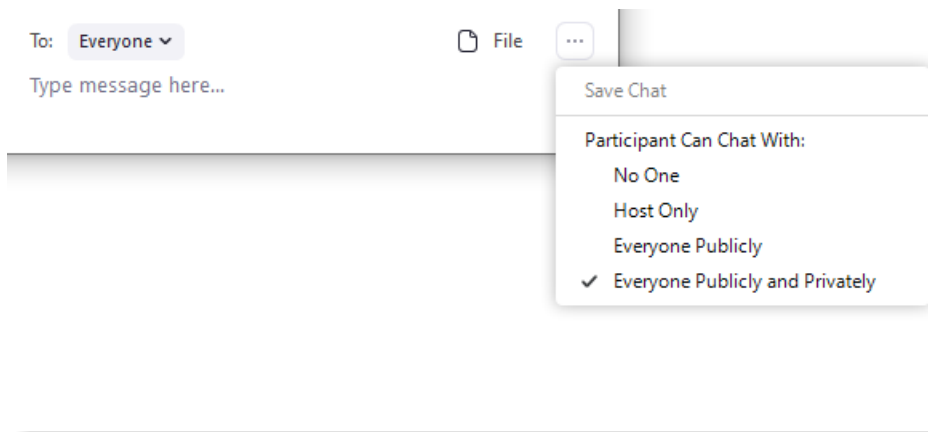 To: Everyone File ...
Type message here...
Save Chat
Participant Can Chat With:
No One
Host Only
Everyone Publicly
Everyone Publicly and Privately